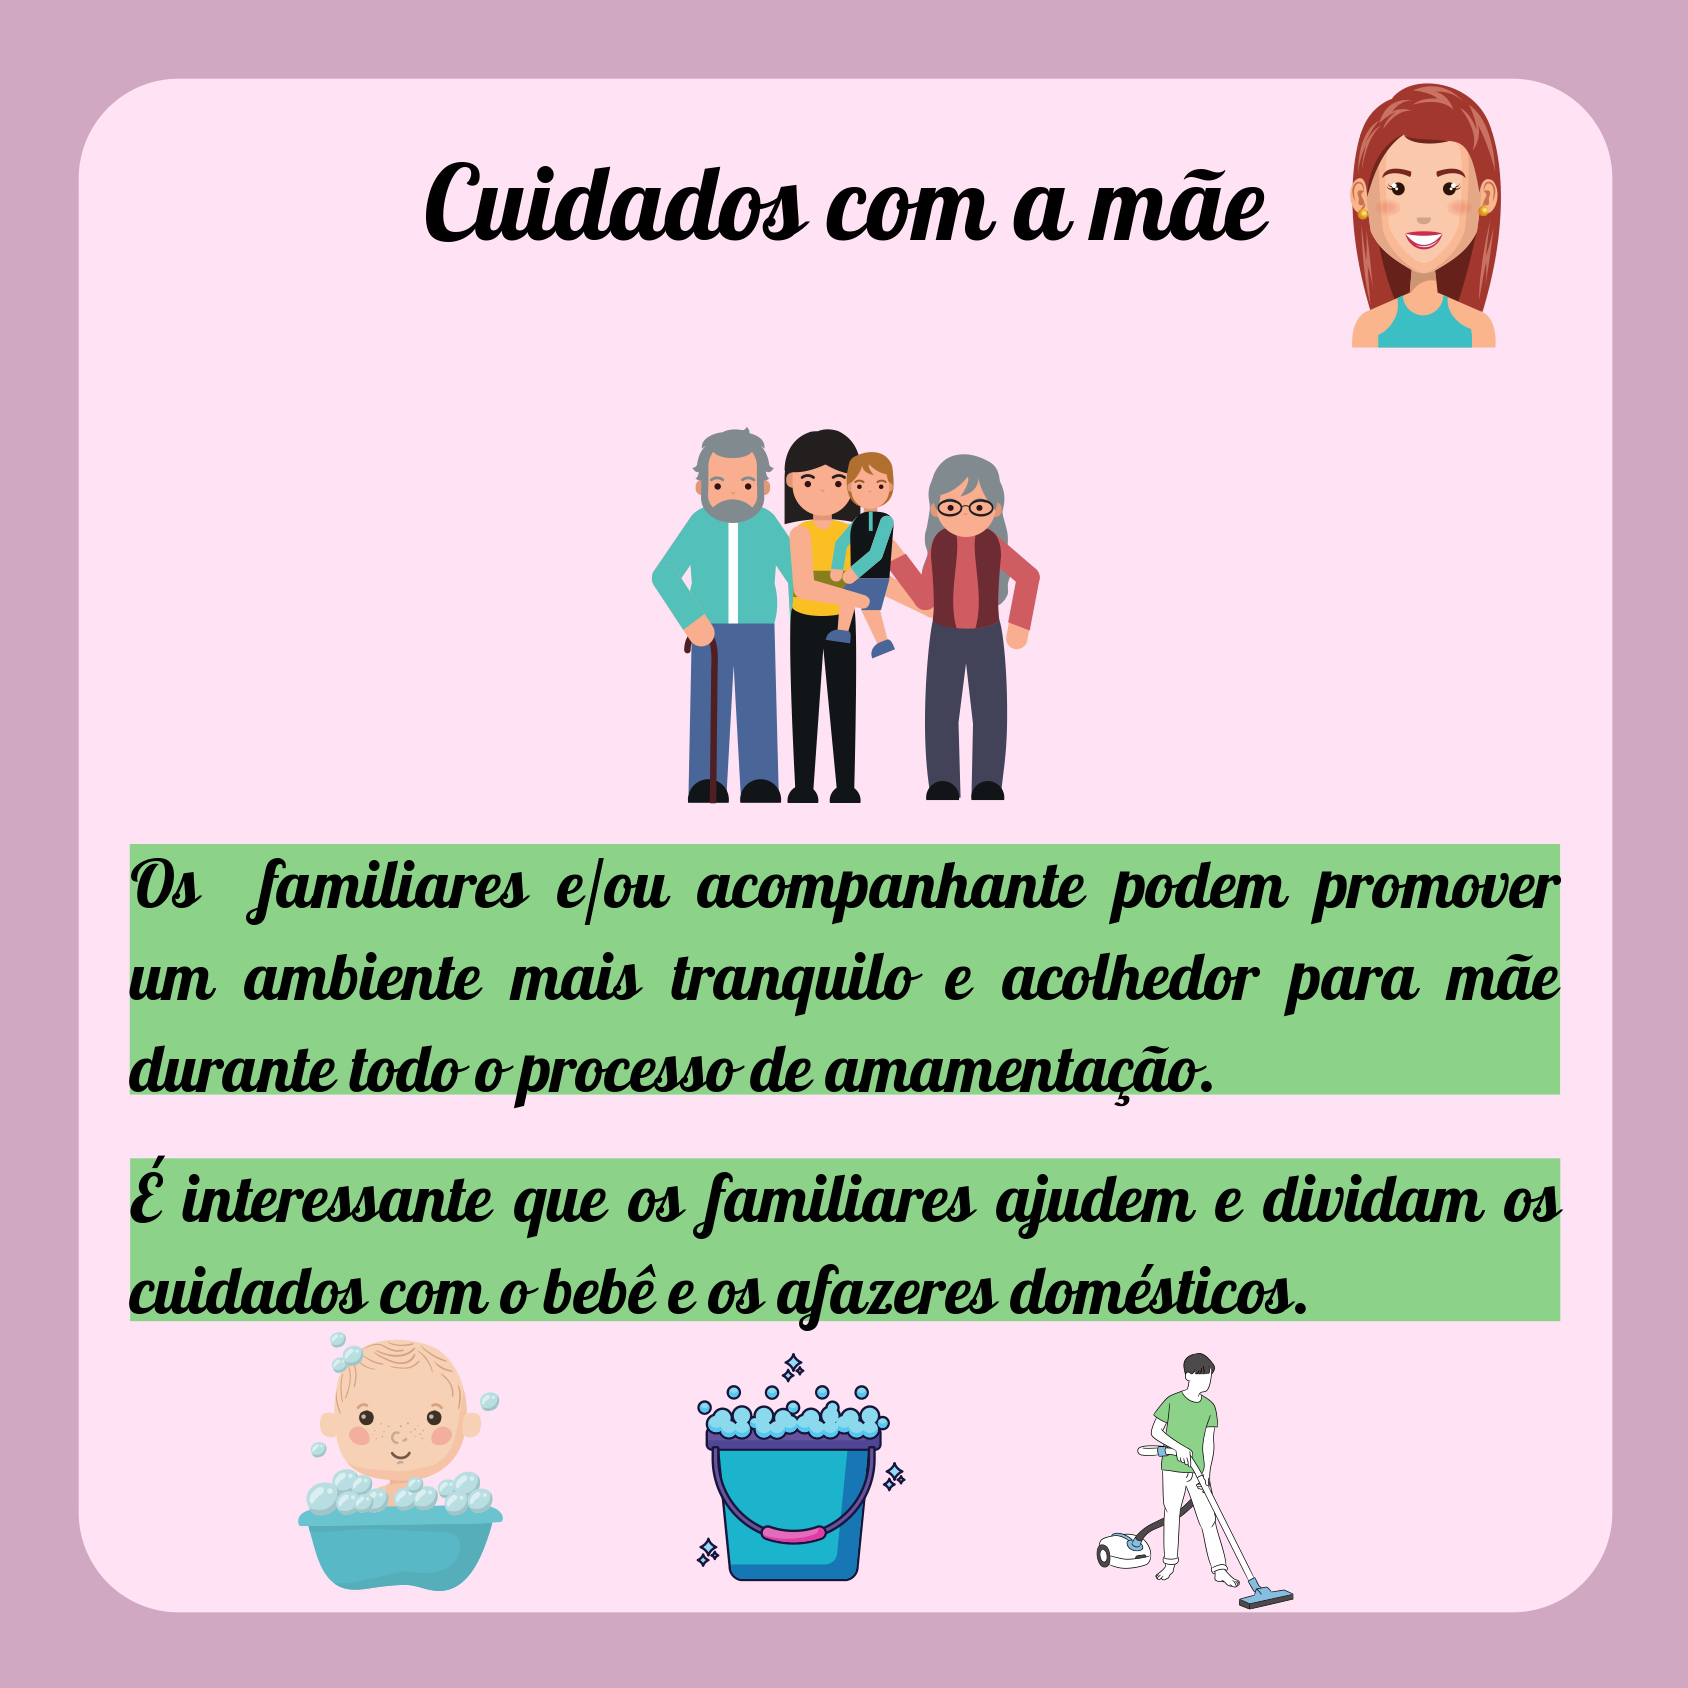 Cuidados com a mãe
Os familiares e/ou acompanhante podem promover
um ambiente mais tranquilo e acolhedor para mãe
durante todo o processo de amamentação.
É interessante que os familiares ajudem e dividam os
cuidados com o bebê e os afazeres domésticos.